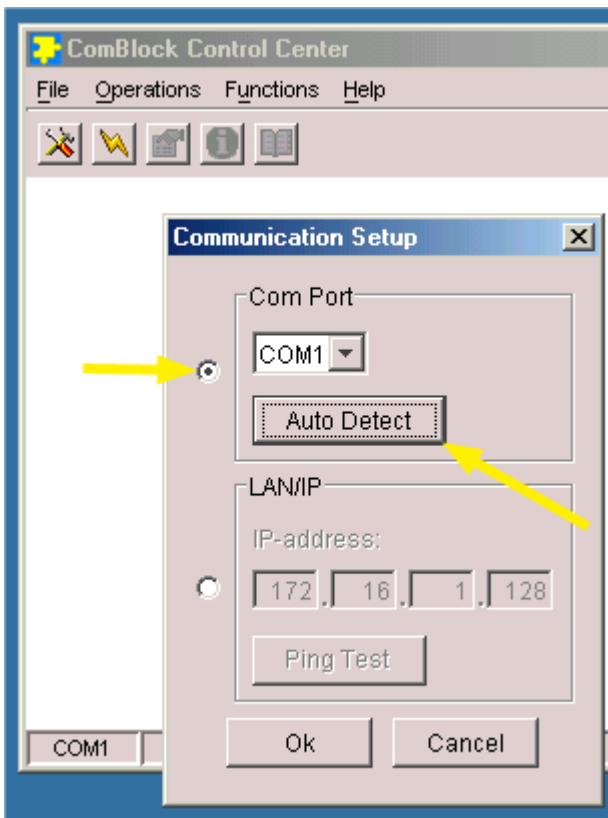 ComBlock Control Center
File Operations Functions Help
Communication Setup
Com Port
COM1
Auto Detect
LAN/IP
IP-address:
172 . 16 . 1 . 128
Ping Test
Ok Cancel
COM1